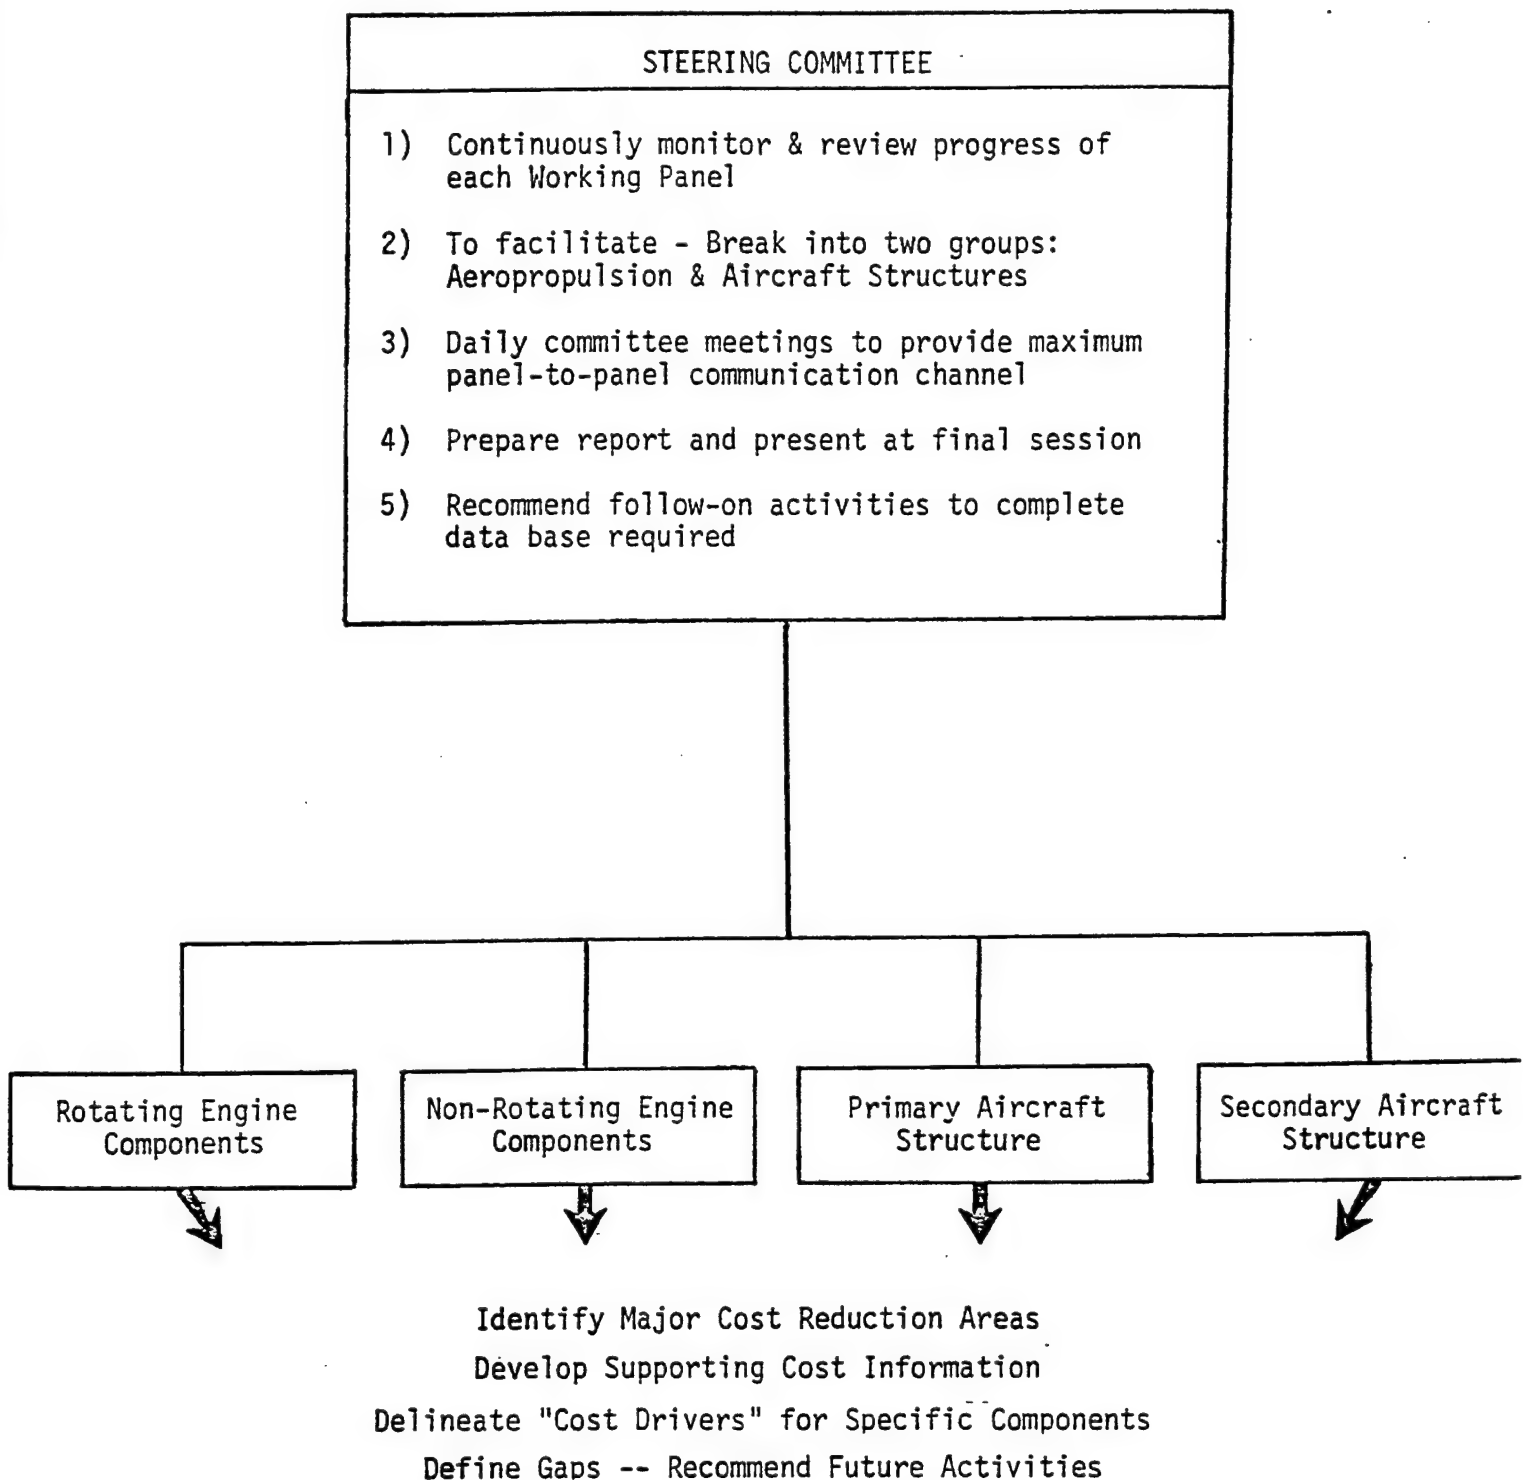 STEERING COMMITTEE
1) Continuously monitor & review progress of
each Working Panel
2) To facilitate - Break into two groups:
Aeropropulsion & Aircraft Structures
3) Daily committee meetings to provide maximum
panel-to-panel communication channel
4) Prepare report and present at final session
5) Recommend follow-on activities to complete
data base required
Rotating Engine
Components
Non-Rotating Engine
Components
Primary Aircraft
Structure
Secondary Aircraft
Structure
Identify Major Cost Reduction Areas
Develop Supporting Cost Information
Delineate "Cost Drivers" for Specific Components
Define Gaps -- Recommend Future Activities